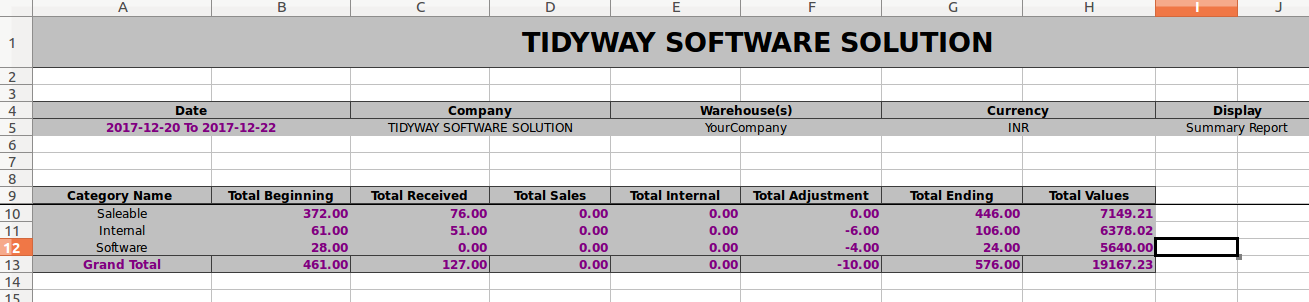 A B C D E F G H I J
1 TIDYWAY SOFTWARE SOLUTION
2
3
4 Date Company Warehouse(s) Currency Display
5 2017-12-20 To 2017-12-22 TIDYWAY SOFTWARE SOLUTION YourCompany INR Summary Report
6
7
8
9 Category Name Total Beginning Total Received Total Sales Total Internal Total Adjustment Total Ending Total Values
10 Saleable 372.00 76.00 0.00 0.00 0.00 446.00 7149.21
11 Internal 61.00 51.00 0.00 0.00 -6.00 106.00 6378.02
12 Software 28.00 0.00 0.00 0.00 -4.00 24.00 5640.00
13 Grand Total 461.00 127.00 0.00 0.00 -10.00 576.00 19167.23
14
15